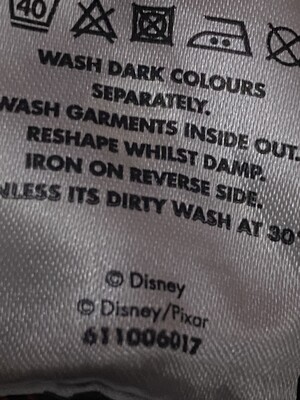 40
WASH DARK COLOURS
SEPARATELY.
WASH GARMENTS INSIDE OUT.
RESHAPE WHILST DAMP.
IRON ON REVERSE SIDE.
NLESS ITS DIRTY WASH AT 30°
© Disney
© Disney/Pixar
611006017